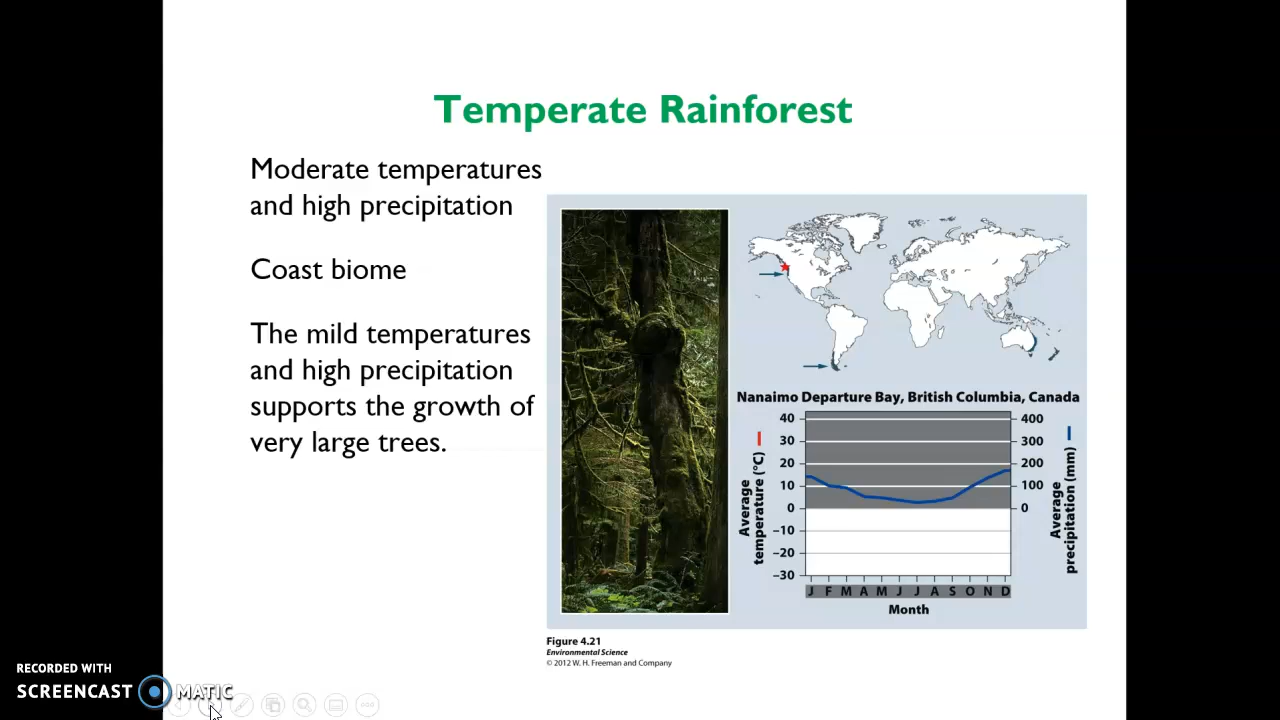 Temperate Rainforest
Moderate temperatures
and high precipitation
Coast biome
The mild temperatures
and high precipitation
supports the growth of
very large trees.
Nanaimo Departure Bay, British Columbia, Canada
40
30
20
10
0
–10
–20
–30
Average
temperature (°C)
400
300
200
100
0
Average
precipitation (mm)
J F M A M J J A S O N D
Month
Figure 4.21
Environmental Science
© 2012 W. H. Freeman and Company
RECORDED WITH
SCREENCAST MATIC